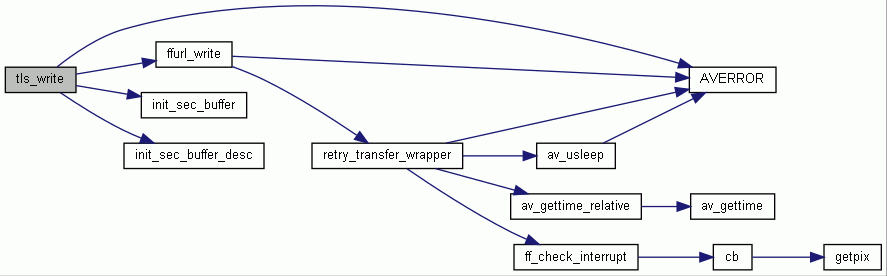 tls_write
ffurl_write
init_sec_buffer
init_sec_buffer_desc
AVERROR
retry_transfer_wrapper
av_usleep
av_gettime_relative
av_gettime
ff_check_interrupt
cb
getpix